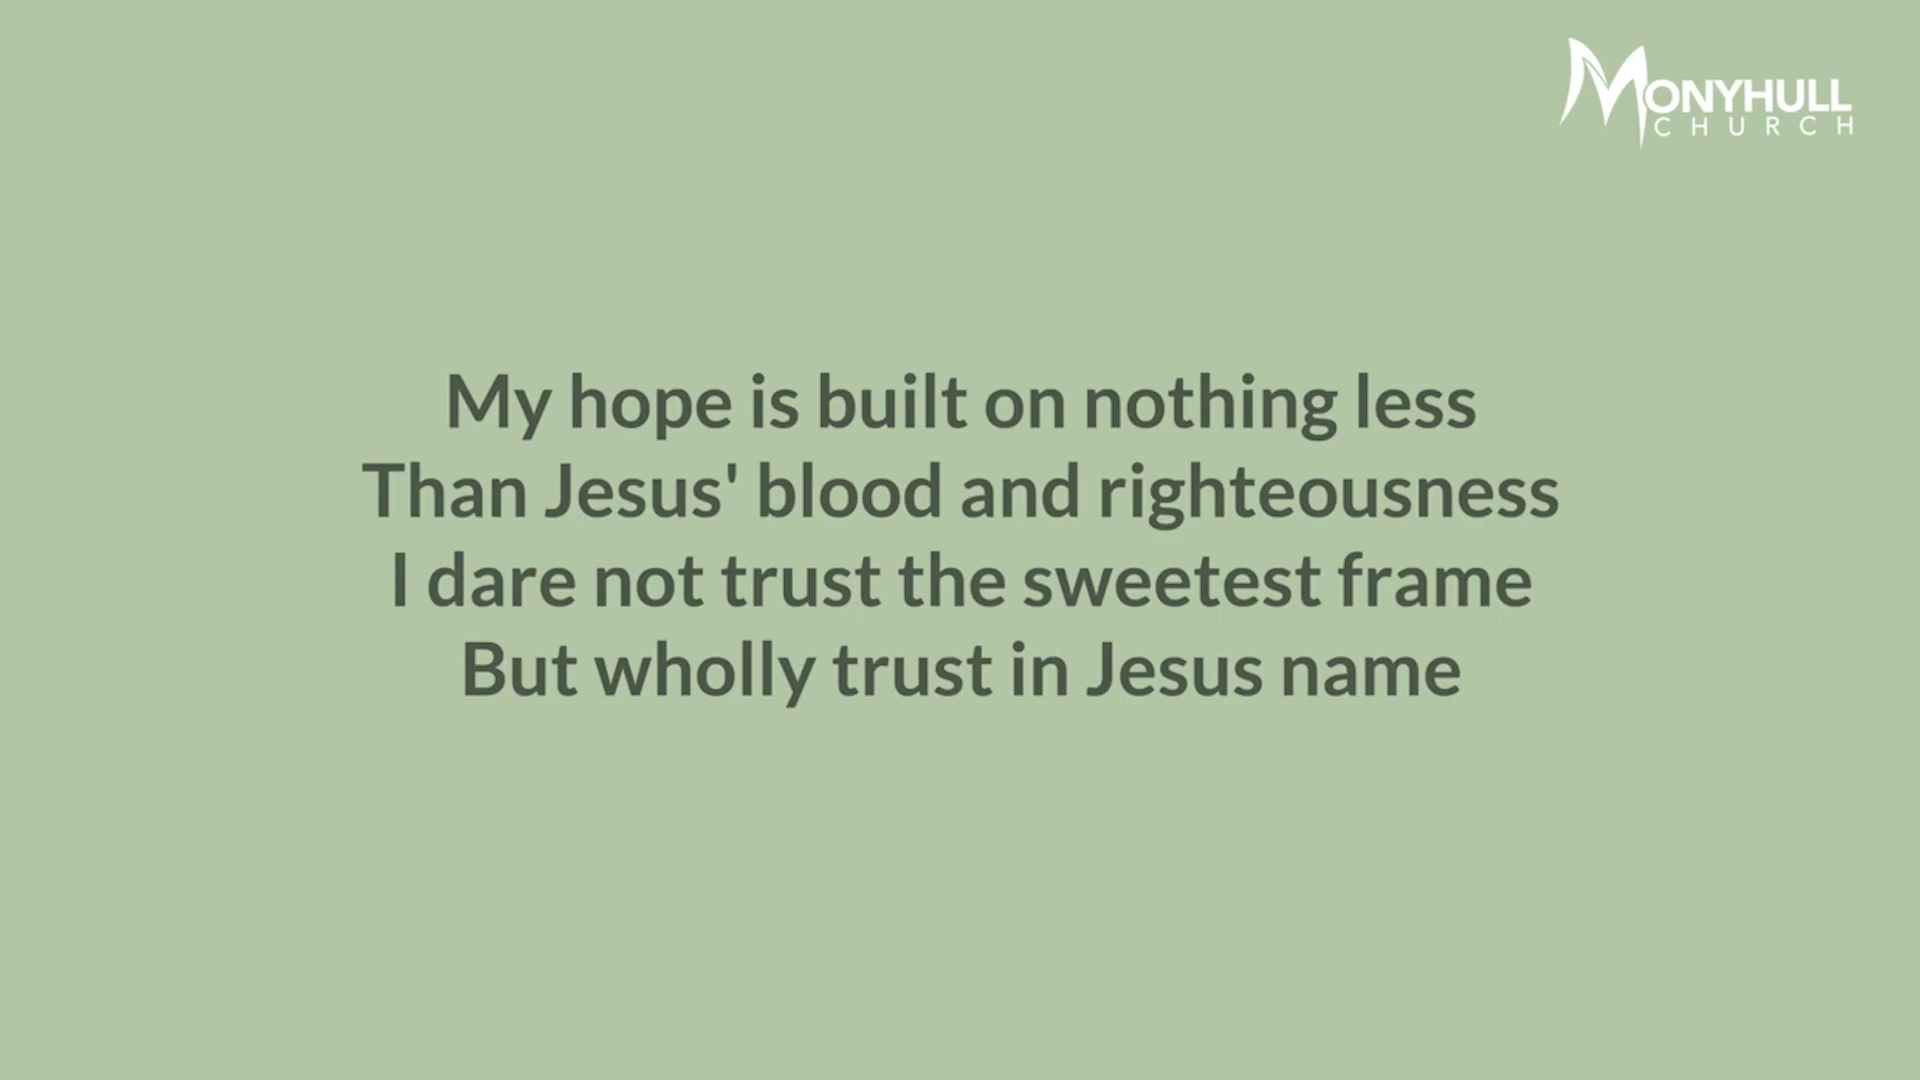 MONYHULL
CHURCH
My hope is built on nothing less
Than Jesus' blood and righteousness
I dare not trust the sweetest frame
But wholly trust in Jesus name